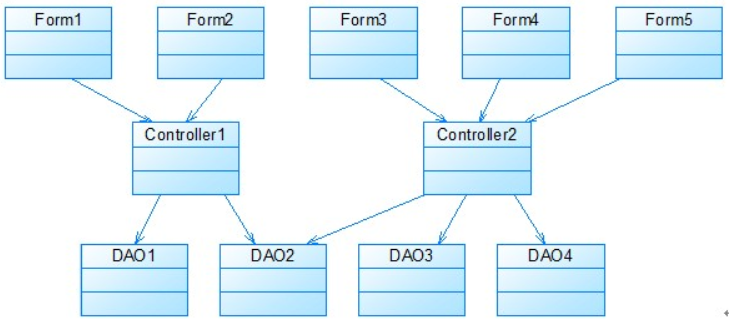 Form1 Form2 Form3 Form4 Form5
Controller1 Controller2
DAO1 DAO2 DAO3 DAO4